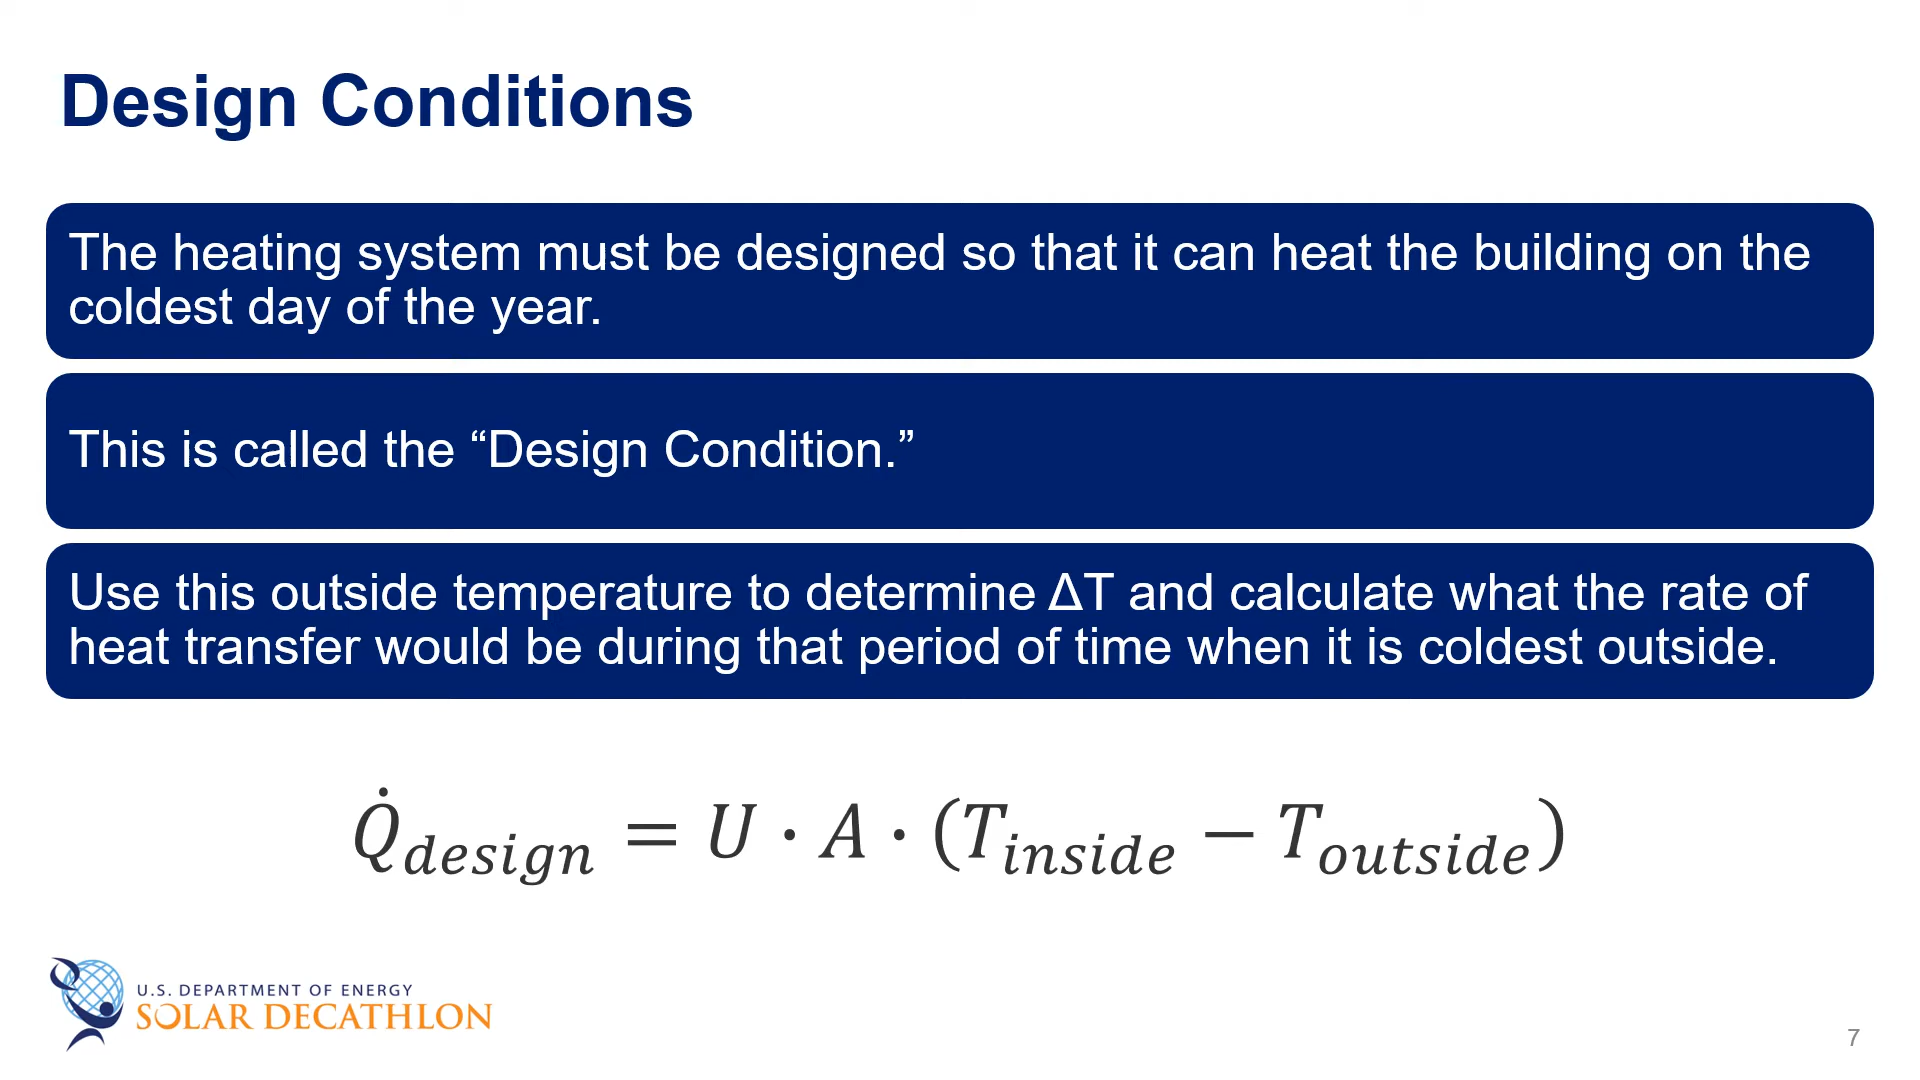 Design Conditions
The heating system must be designed so that it can heat the building on the
coldest day of the year.
This is called the “Design Condition.”
Use this outside temperature to determine ΔT and calculate what the rate of
heat transfer would be during that period of time when it is coldest outside.
Q̇_design = U · A · (T_inside − T_outside)
U.S. DEPARTMENT OF ENERGY
SOLAR DECATHLON
7